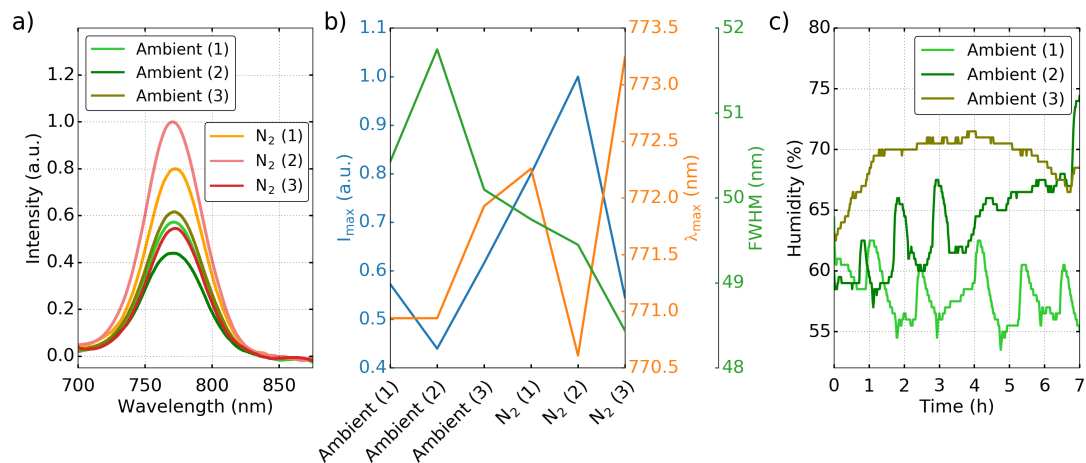 a)
Intensity (a.u.)
1.2
1.0
0.8
0.6
0.4
0.2
0.0
Ambient (1)
Ambient (2)
Ambient (3)
N₂ (1)
N₂ (2)
N₂ (3)
700
750
800
850
Wavelength (nm)
b)
I_max (a.u.)
1.1
1.0
0.9
0.8
0.7
0.6
0.5
0.4
Ambient (1)
Ambient (2)
Ambient (3)
N₂ (1)
N₂ (2)
N₂ (3)
773.5
773.0
772.5
772.0
771.5
771.0
770.5
λ_max (nm)
52
51
50
49
48
FWHM (nm)
c)
Humidity (%)
80
75
70
65
60
55
Ambient (1)
Ambient (2)
Ambient (3)
0
1
2
3
4
5
6
7
Time (h)